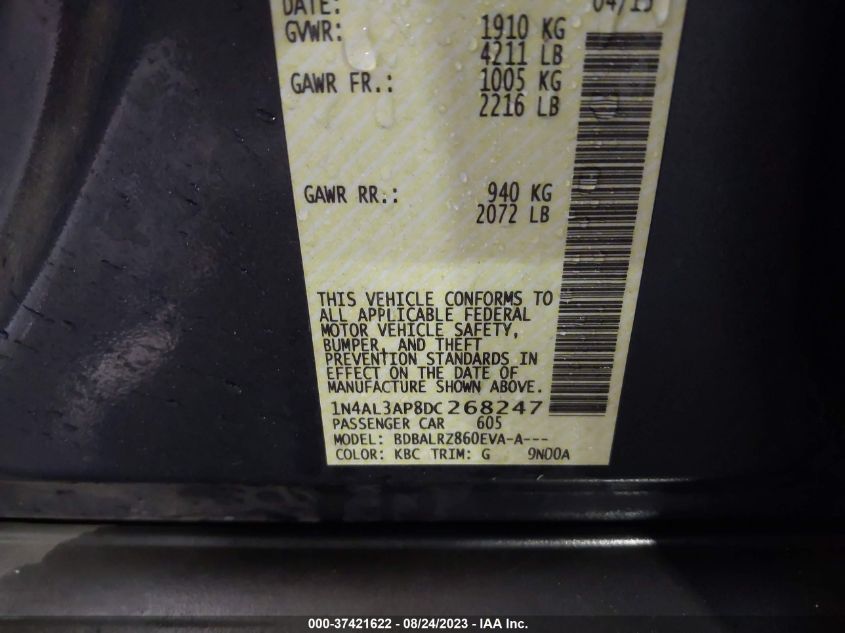 DATE: 04/13
GVWR: 1910 KG
4211 LB
GAWR FR.: 1005 KG
2216 LB
GAWR RR.: 940 KG
2072 LB
THIS VEHICLE CONFORMS TO
ALL APPLICABLE FEDERAL
MOTOR VEHICLE SAFETY,
BUMPER, AND THEFT
PREVENTION STANDARDS IN
EFFECT ON THE DATE OF
MANUFACTURE SHOWN ABOVE.
1N4AL3AP8DC268247
PASSENGER CAR 605
MODEL: BDBALRZ860EVA-A---
COLOR: KBC TRIM: G 9ND0A
000-37421622 - 08/24/2023 - IAA Inc.